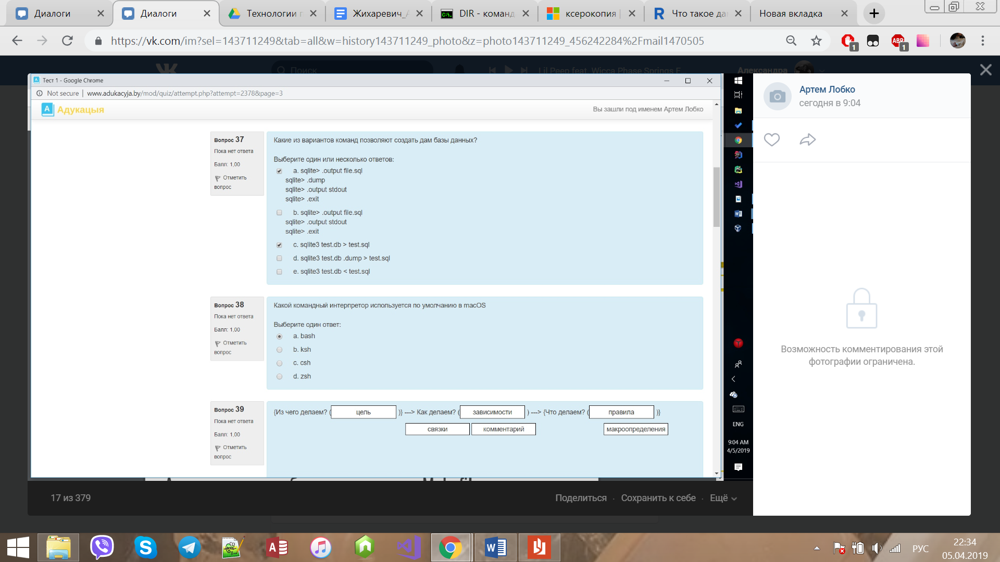 Диалоги
Диалоги
Технологии п
Жихаревич_А
DIR - команд
ксерокопия
Что такое да
Новая вкладка
https://vk.com/im?sel=143711249&tab=all&w=history143711249_photo&z=photo143711249_456242284%2Fmail1470505
1
ABP
1
Поиск
Lil Peep feat. Wicca Phase Springs E...
Александра
Тест 1 - Google Chrome
Not secure | www.adukacyja.by/mod/quiz/attempt.php?attempt=2378&page=3
A Адукацыя
Вы зашли под именем Артем Лобко
Вопрос 37
Пока нет ответа
Балл: 1,00
Отметить
вопрос
Какие из вариантов команд позволяют создать дам базы данных?
Выберите один или несколько ответов:
a. sqlite> .output file.sql
sqlite> .dump
sqlite> .output stdout
sqlite> .exit
b. sqlite> .output file.sql
sqlite> .output stdout
sqlite> .exit
c. sqlite3 test.db > test.sql
d. sqlite3 test.db .dump > test.sql
e. sqlite3 test.db < test.sql
Вопрос 38
Пока нет ответа
Балл: 1,00
Отметить
вопрос
Какой командный интерпретор используется по умолчанию в macOS
Выберите один ответ:
a. bash
b. ksh
c. csh
d. zsh
Вопрос 39
Пока нет ответа
Балл: 1,00
Отметить
вопрос
{Из чего делаем? ( цель )} ---> Как делаем? ( зависимости ) ---> {Что делаем? ( правила )}
связки комментарий макроопределения
ENG
9:04 AM
4/5/2019
Артем Лобко
сегодня в 9:04
Возможность комментирования этой
фотографии ограничена.
17 из 379
Поделиться · Сохранить к себе · Ещё
РУС
22:34
05.04.2019